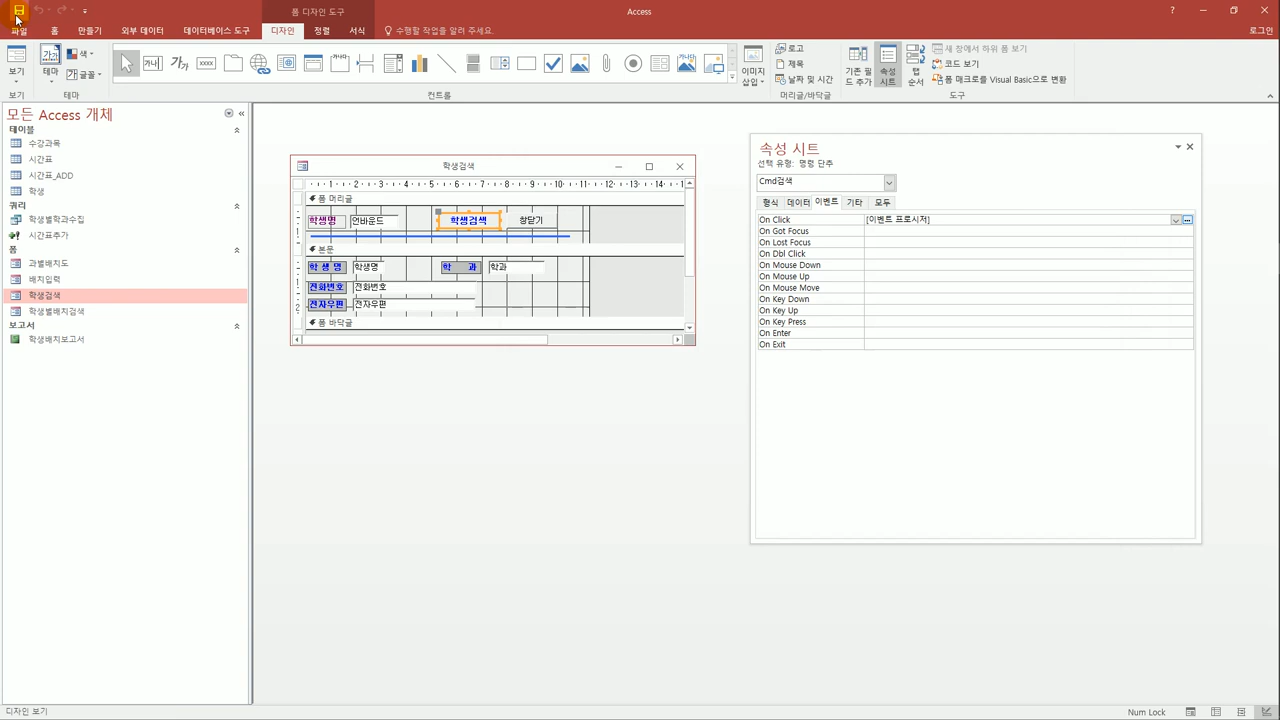 폼 디자인 도구
Access
파일 홈 만들기 외부 데이터 데이터베이스 도구 디자인 정렬 서식 수행할 작업을 알려 주세요. 로그인
보기
보기
테마
색
글꼴
테마
컨트롤
이미지 삽입
로고
제목
날짜 및 시간
머리글/바닥글
기존 필드 추가
속성 시트
탭 순서
새 창에서 하위 폼 보기
코드 보기
폼 매크로를 Visual Basic으로 변환
도구
모든 Access 개체
테이블
수강과목
시간표
시간표_ADD
학생
쿼리
학생별학과수집
시간표추가
폼
과별배치도
배치입력
학생검색
학생별배치검색
보고서
학생배치보고서
학생검색
1 2 3 4 5 6 7 8 9 10 11 12 13 14
폼 머리글
학생명 언바운드 학생검색 창닫기
본문
학 생 명 학생명 학 과 학과
전화번호 전화번호
전자우편 전자우편
폼 바닥글
속성 시트
선택 유형: 명령 단추
Cmd검색
형식 데이터 이벤트 기타 모두
On Click [이벤트 프로시저]
On Got Focus
On Lost Focus
On Dbl Click
On Mouse Down
On Mouse Up
On Mouse Move
On Key Down
On Key Up
On Key Press
On Enter
On Exit
디자인 보기
Num Lock